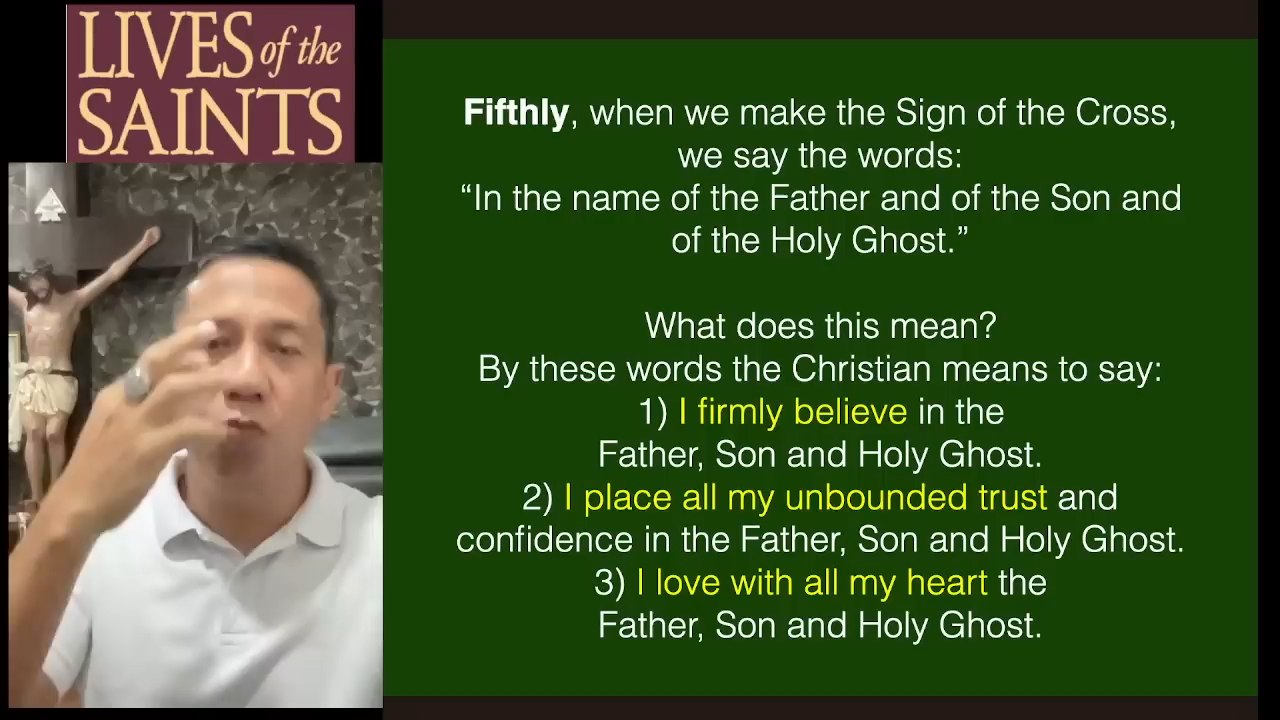 LIVES of the
SAINTS
Fifthly, when we make the Sign of the Cross,
we say the words:
“In the name of the Father and of the Son and
of the Holy Ghost.”
What does this mean?
By these words the Christian means to say:
1) I firmly believe in the
Father, Son and Holy Ghost.
2) I place all my unbounded trust and
confidence in the Father, Son and Holy Ghost.
3) I love with all my heart the
Father, Son and Holy Ghost.